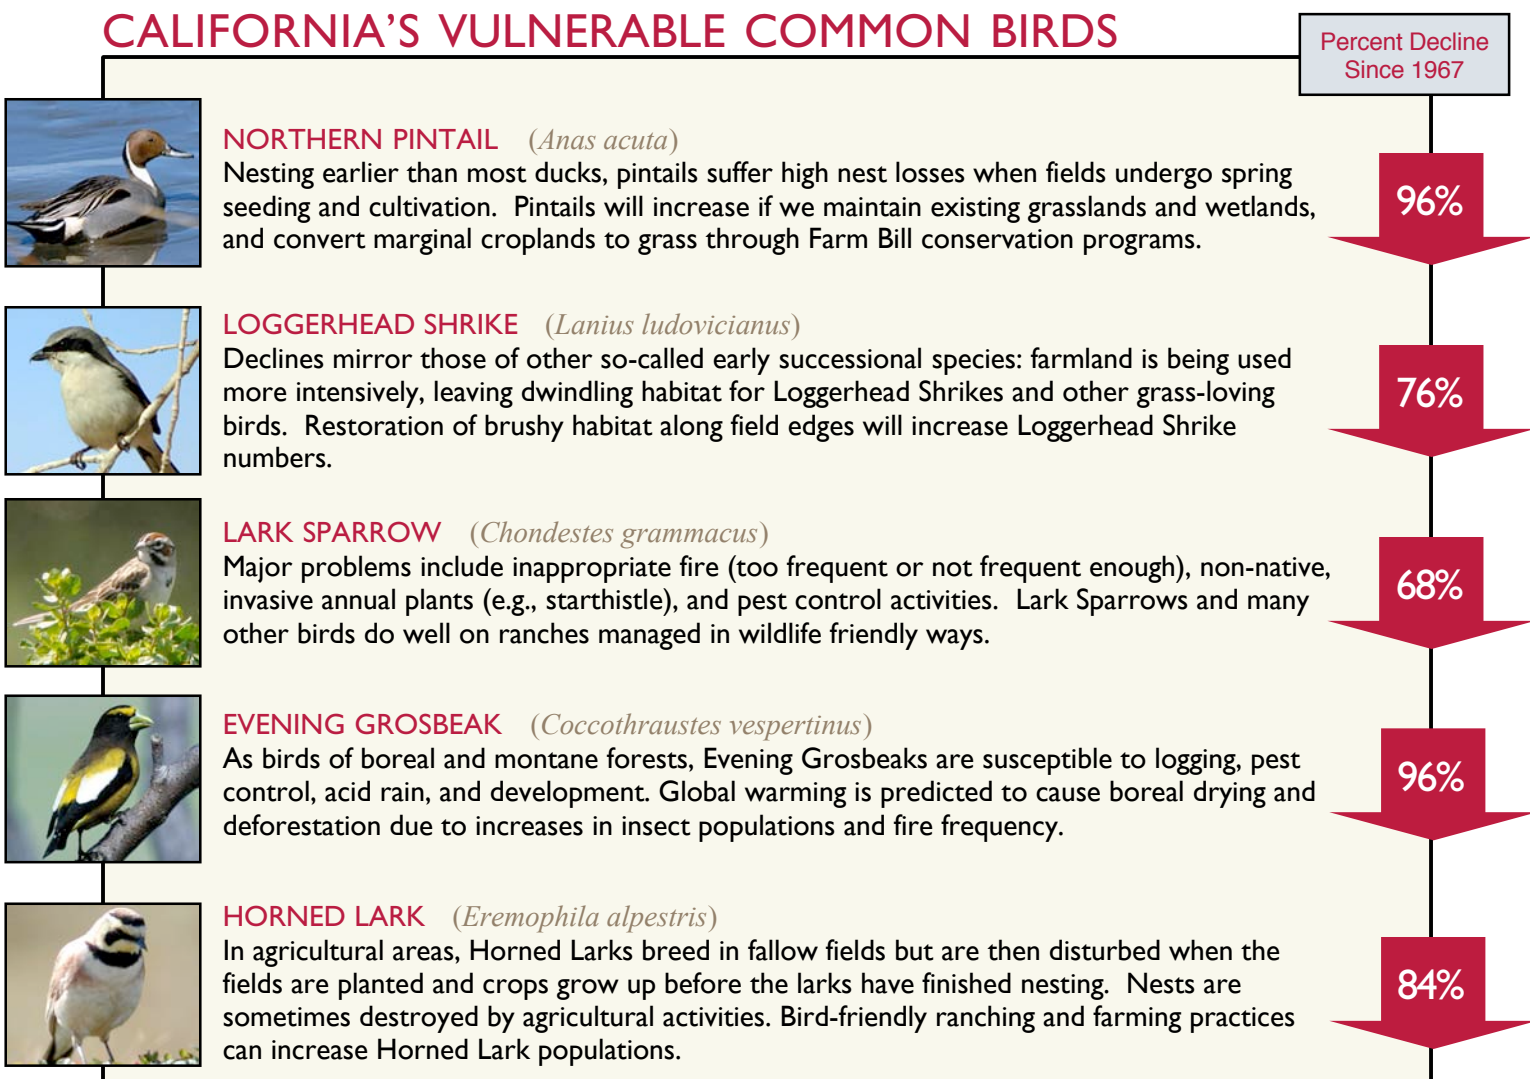 CALIFORNIA'S VULNERABLE COMMON BIRDS
Percent Decline
Since 1967
NORTHERN PINTAIL (Anas acuta)
Nesting earlier than most ducks, pintails suffer high nest losses when fields undergo spring
seeding and cultivation. Pintails will increase if we maintain existing grasslands and wetlands,
and convert marginal croplands to grass through Farm Bill conservation programs.
96%
LOGGERHEAD SHRIKE (Lanius ludovicianus)
Declines mirror those of other so-called early successional species: farmland is being used
more intensively, leaving dwindling habitat for Loggerhead Shrikes and other grass-loving
birds. Restoration of brushy habitat along field edges will increase Loggerhead Shrike
numbers.
76%
LARK SPARROW (Chondestes grammacus)
Major problems include inappropriate fire (too frequent or not frequent enough), non-native,
invasive annual plants (e.g., starthistle), and pest control activities. Lark Sparrows and many
other birds do well on ranches managed in wildlife friendly ways.
68%
EVENING GROSBEAK (Coccothraustes vespertinus)
As birds of boreal and montane forests, Evening Grosbeaks are susceptible to logging, pest
control, acid rain, and development. Global warming is predicted to cause boreal drying and
deforestation due to increases in insect populations and fire frequency.
96%
HORNED LARK (Eremophila alpestris)
In agricultural areas, Horned Larks breed in fallow fields but are then disturbed when the
fields are planted and crops grow up before the larks have finished nesting. Nests are
sometimes destroyed by agricultural activities. Bird-friendly ranching and farming practices
can increase Horned Lark populations.
84%